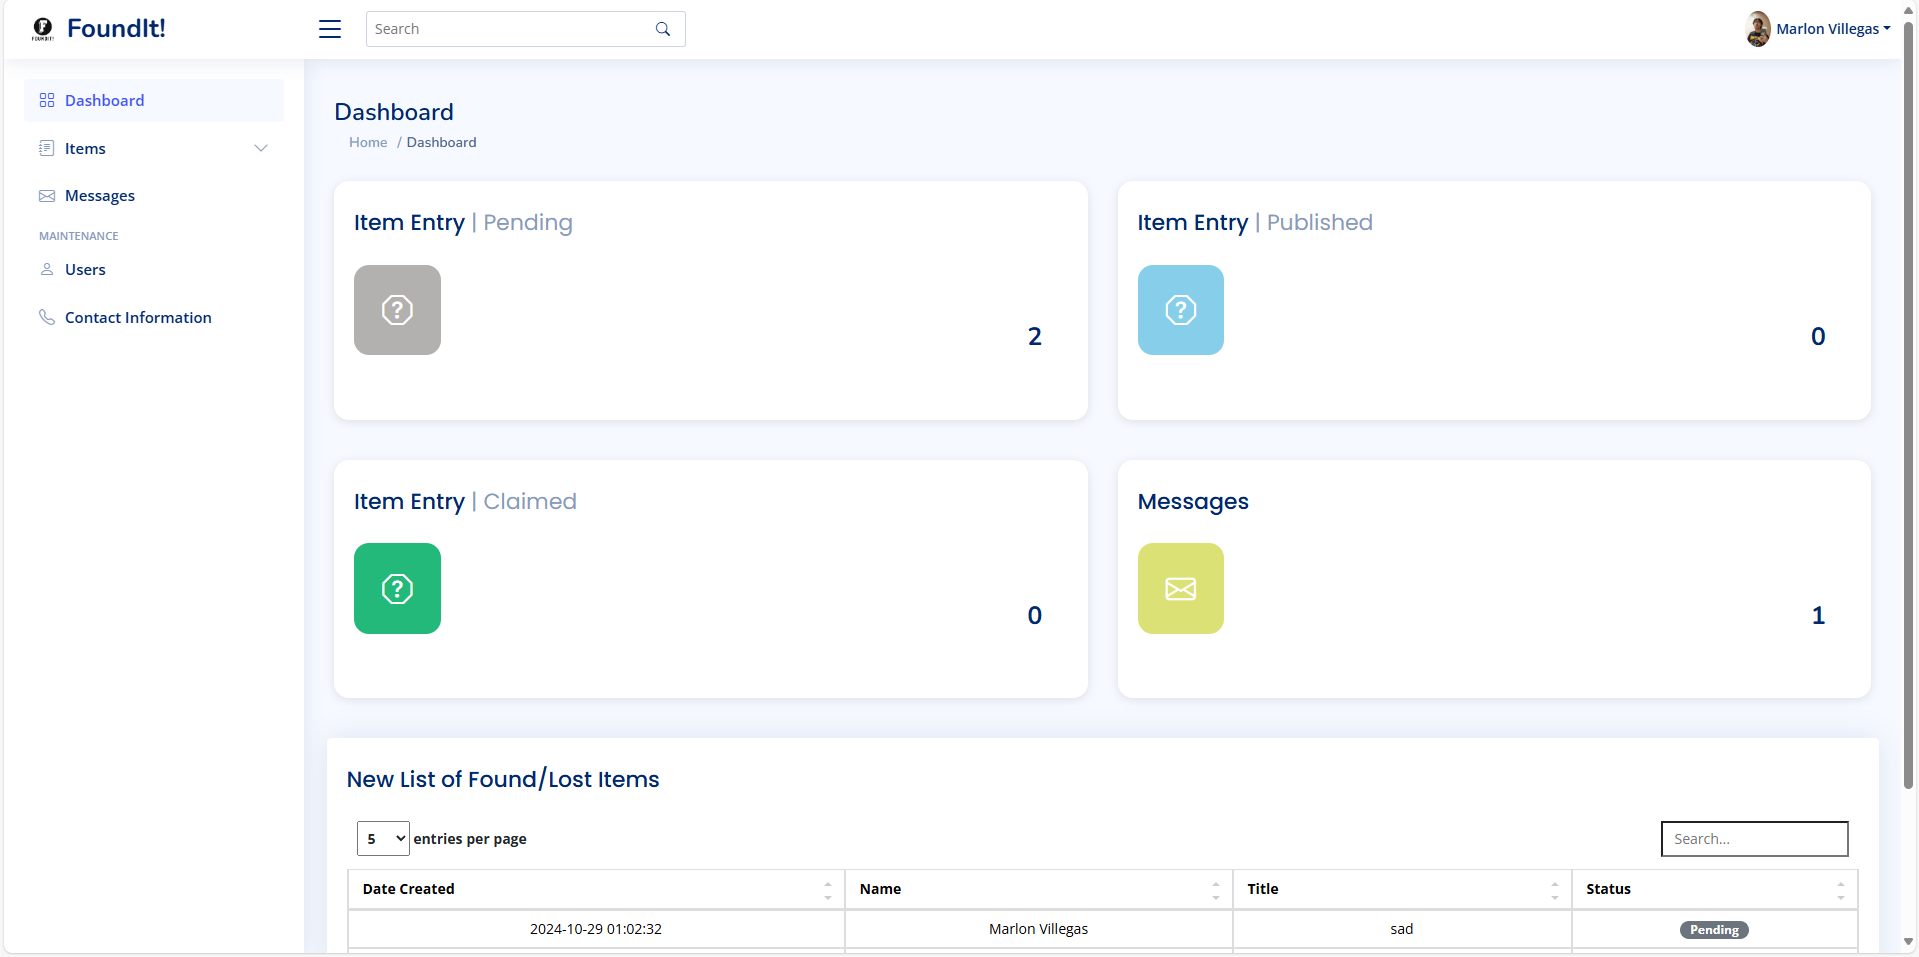 FoundIt!
Search
Marlon Villegas
Dashboard
Items
Messages
MAINTENANCE
Users
Contact Information
Dashboard
Home / Dashboard
Item Entry | Pending
2
Item Entry | Published
0
Item Entry | Claimed
0
Messages
1
New List of Found/Lost Items
5 entries per page
Search...
Date Created Name Title Status
2024-10-29 01:02:32 Marlon Villegas sad Pending